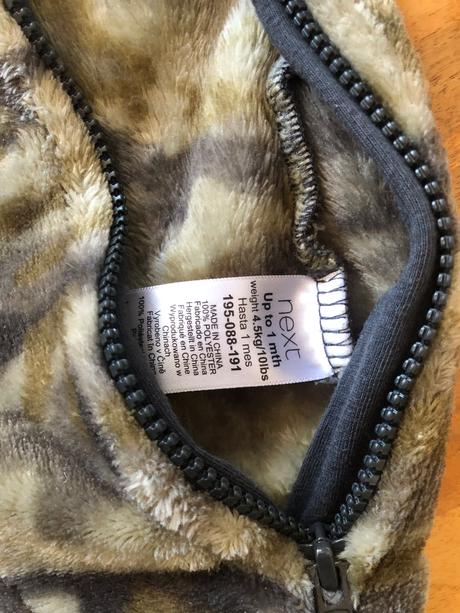 next
Up to 1 mth
weight 4.5kg/10lbs
Hasta 1 mes
195-088-191
MADE IN CHINA
100% POLYESTER
Fabricado en China
Hergestellt in China
Fabriqué en Chine
Wyprodukowano w
Chinach,
Vyrobeno v Číně
Fabricat în China
100%